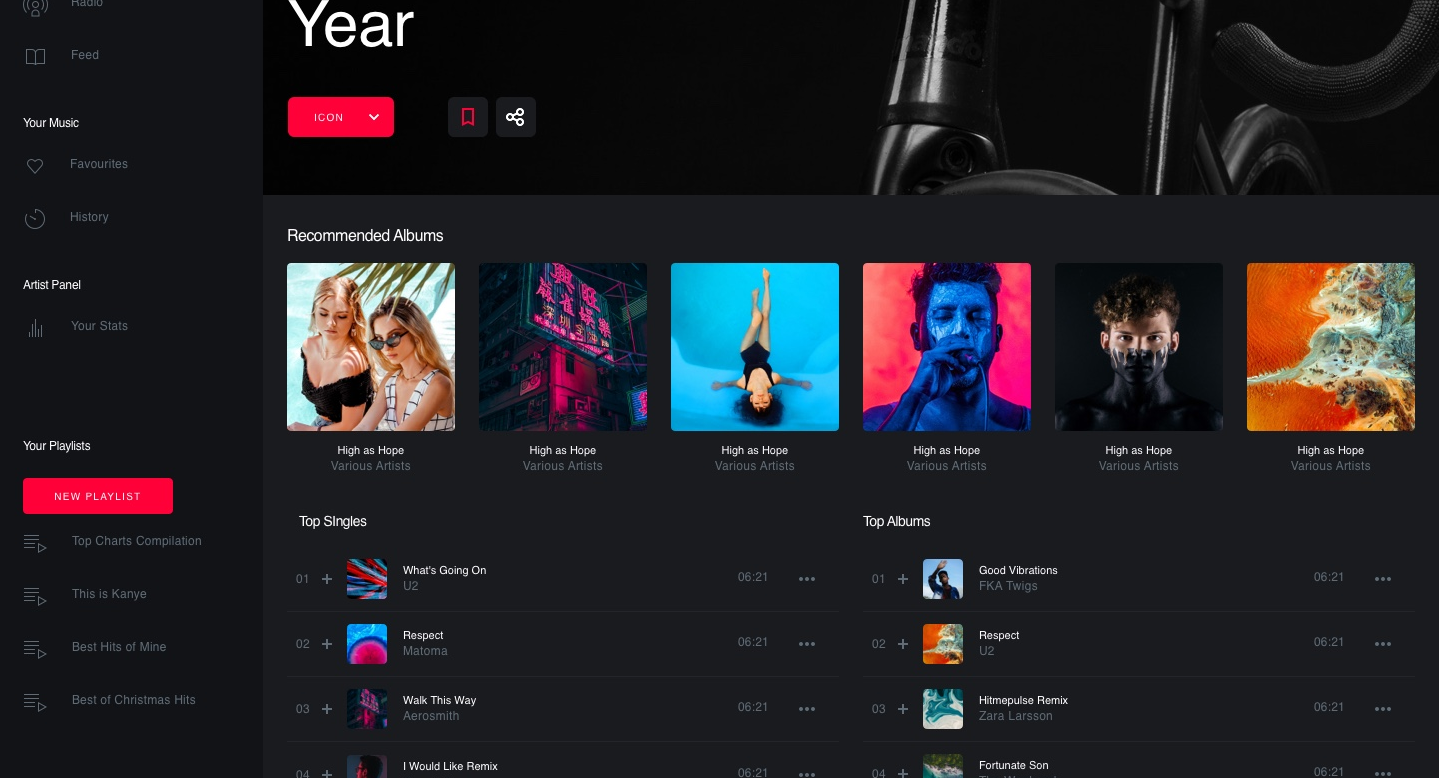 Radio
Feed
Your Music
Favourites
History
Artist Panel
Your Stats
Your Playlists
NEW PLAYLIST
Top Charts Compilation
This is Kanye
Best Hits of Mine
Best of Christmas Hits
Year
ICON
Recommended Albums
High as Hope
Various Artists
High as Hope
Various Artists
High as Hope
Various Artists
High as Hope
Various Artists
High as Hope
Various Artists
High as Hope
Various Artists
Top SIngles
01
What's Going On
U2
06:21
02
Respect
Matoma
06:21
03
Walk This Way
Aerosmith
06:21
04
I Would Like Remix
06:21
Top Albums
01
Good Vibrations
FKA Twigs
06:21
02
Respect
U2
06:21
03
Hitmepulse Remix
Zara Larsson
06:21
04
Fortunate Son
06:21